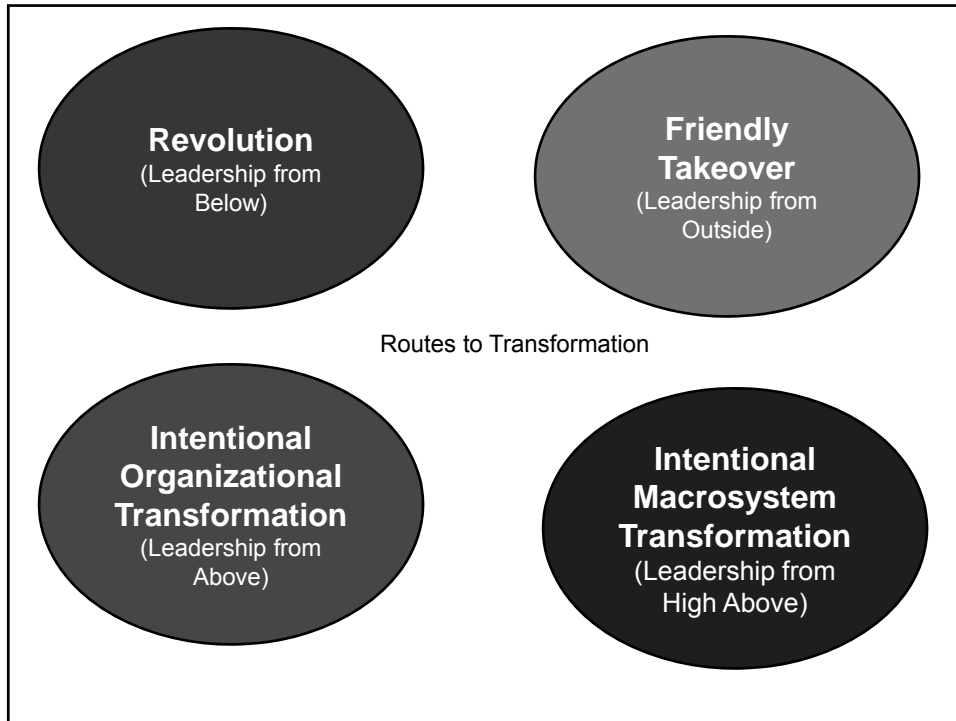 Revolution
(Leadership from
Below)
Friendly
Takeover
(Leadership from
Outside)
Routes to Transformation
Intentional
Organizational
Transformation
(Leadership from
Above)
Intentional
Macrosystem
Transformation
(Leadership from
High Above)